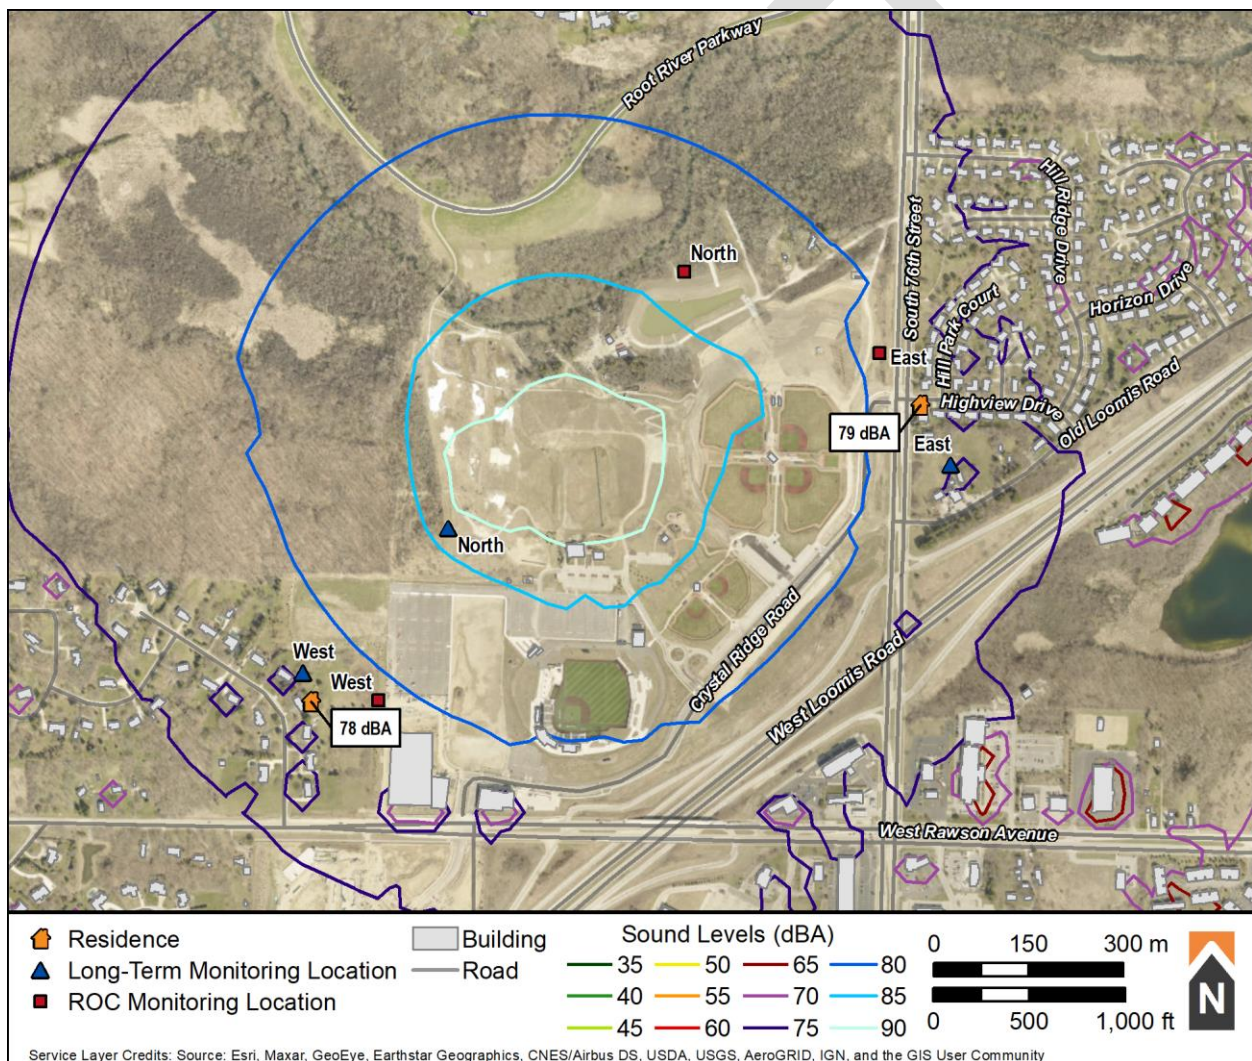 Root River Parkway
South 76th Street
Hill Ridge Drive
Horizon Drive
Hill Park Court
Highview Drive
Old Loomis Road
North
East
79 dBA
East
North
West
West
78 dBA
Crystal Ridge Road
West Loomis Road
West Rawson Avenue
Residence
Long-Term Monitoring Location
ROC Monitoring Location
Building
Road
Sound Levels (dBA)
35 50 65 80
40 55 70 85
45 60 75 90
0 150 300 m
0 500 1,000 ft
N
Service Layer Credits: Source: Esri, Maxar, GeoEye, Earthstar Geographics, CNES/Airbus DS, USDA, USGS, AeroGRID, IGN, and the GIS User Community